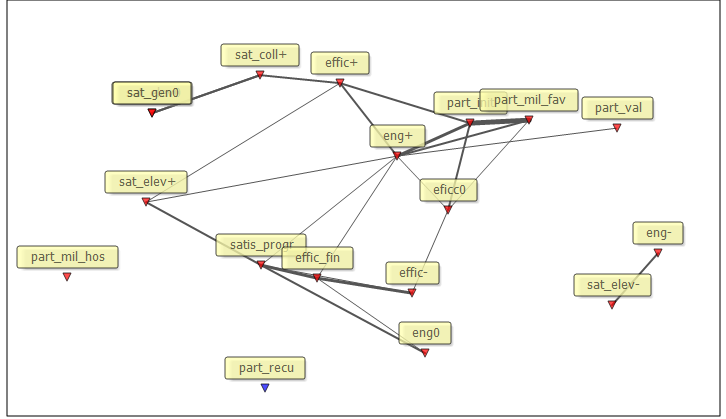 sat_coll+
effic+
sat_gen0
part_mil_fav
part_val
eng+
sat_elev+
eficc0
eng-
satis_progr
part_mil_hos
effic_fin
effic-
sat_elev-
eng0
part_recu